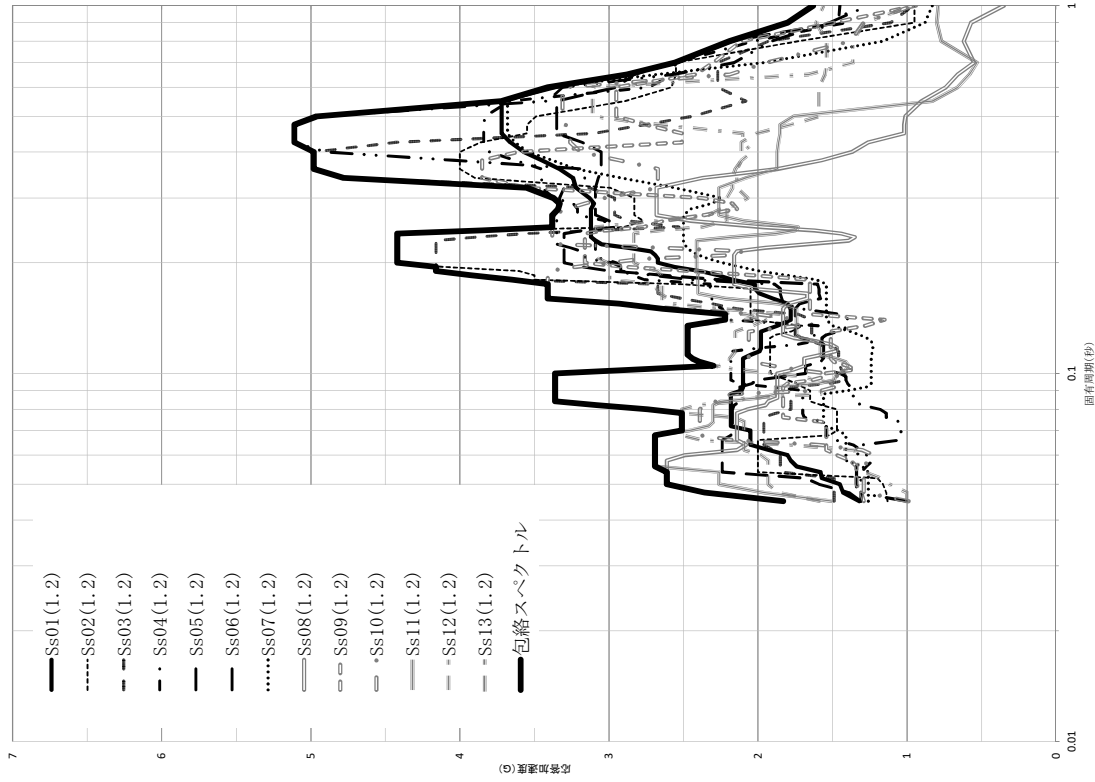 7
6
5
4
3
2
1
0
応答加速度(G)
0.01
0.1
1
固有周期(秒)
Ss01(1.2)
Ss02(1.2)
Ss03(1.2)
Ss04(1.2)
Ss05(1.2)
Ss06(1.2)
Ss07(1.2)
Ss08(1.2)
Ss09(1.2)
Ss10(1.2)
Ss11(1.2)
Ss12(1.2)
Ss13(1.2)
包絡スペクトル